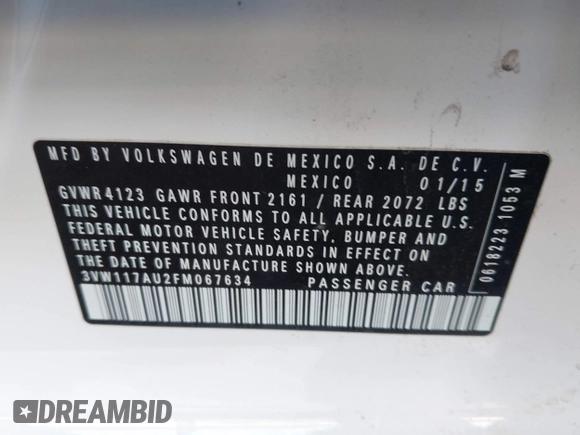 MFD BY VOLKSWAGEN DE MEXICO S.A. DE C.V.
MEXICO 01/15
GVWR 4123 GAWR FRONT 2161 / REAR 2072 LBS
THIS VEHICLE CONFORMS TO ALL APPLICABLE U.S.
FEDERAL MOTOR VEHICLE SAFETY, BUMPER AND
THEFT PREVENTION STANDARDS IN EFFECT ON
THE DATE OF MANUFACTURE SHOWN ABOVE.
3VW117AU2FM067634 PASSENGER CAR
0618223 1053 M
DREAMBID